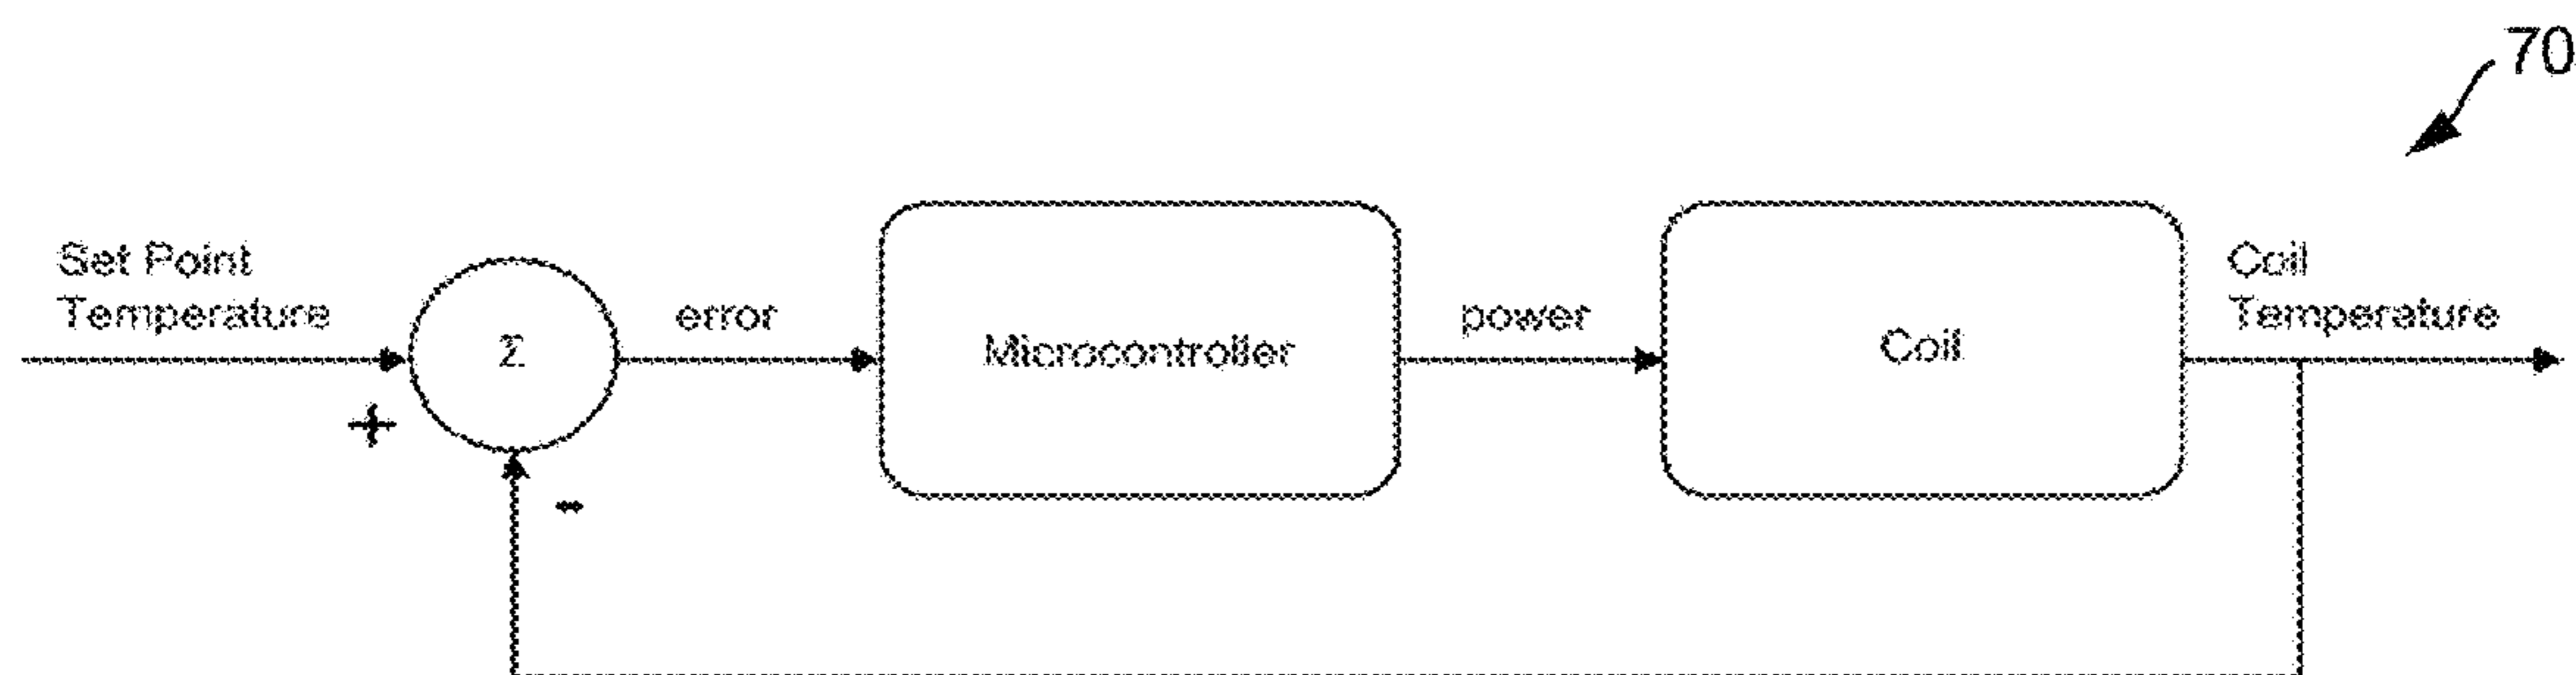 70
Set Point
Temperature
+
Σ
-
error
Microcontroller
power
Coil
Coil
Temperature